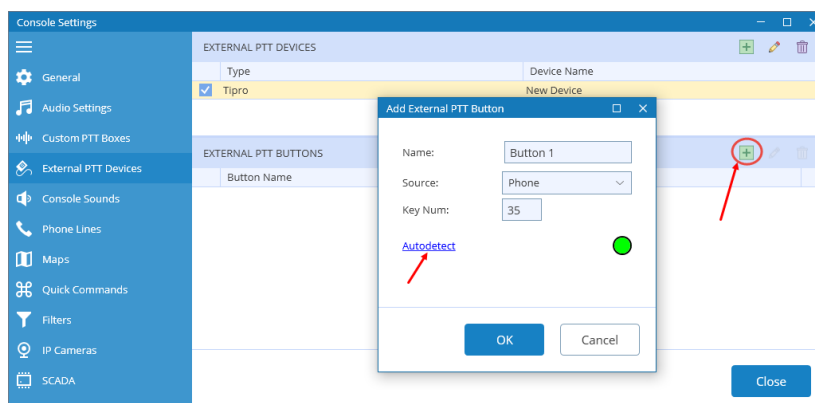 Console Settings
General
Audio Settings
Custom PTT Boxes
External PTT Devices
Console Sounds
Phone Lines
Maps
Quick Commands
Filters
IP Cameras
SCADA
EXTERNAL PTT DEVICES
Type Device Name
Tipro New Device
EXTERNAL PTT BUTTONS
Button Name
Add External PTT Button
Name: Button 1
Source: Phone
Key Num: 35
Autodetect
OK Cancel
Close